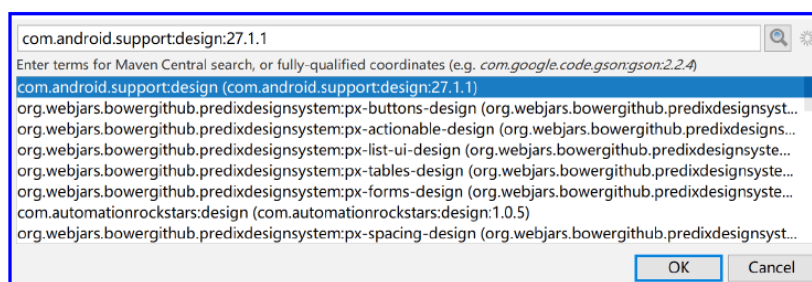 com.android.support:design:27.1.1
Enter terms for Maven Central search, or fully-qualified coordinates (e.g. com.google.code.gson:gson:2.2.4)
com.android.support:design (com.android.support:design:27.1.1)
org.webjars.bowergithub.predixdesignsystem:px-buttons-design (org.webjars.bowergithub.predixdesignsyst...
org.webjars.bowergithub.predixdesignsystem:px-actionable-design (org.webjars.bowergithub.predixdesigns...
org.webjars.bowergithub.predixdesignsystem:px-list-ui-design (org.webjars.bowergithub.predixdesignsyste...
org.webjars.bowergithub.predixdesignsystem:px-tables-design (org.webjars.bowergithub.predixdesignsyste...
org.webjars.bowergithub.predixdesignsystem:px-forms-design (org.webjars.bowergithub.predixdesignsyste...
com.automationrockstars:design (com.automationrockstars:design:1.0.5)
org.webjars.bowergithub.predixdesignsystem:px-spacing-design (org.webjars.bowergithub.predixdesignsyst...
OK Cancel